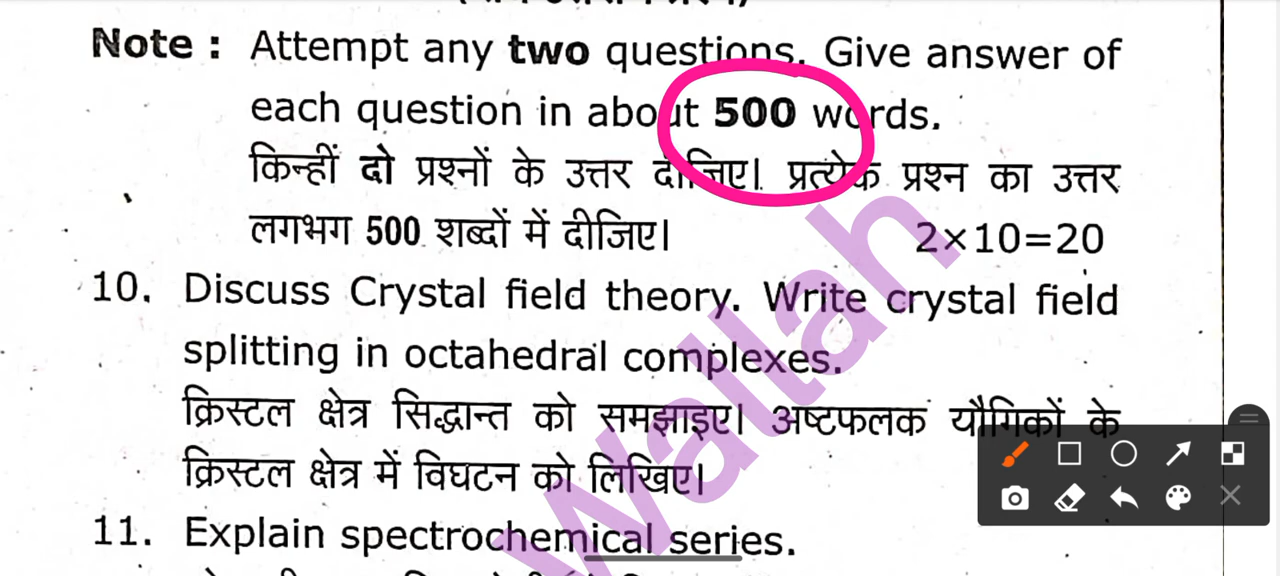 Note : Attempt any two questions. Give answer of
each question in about 500 words.
किन्हीं दो प्रश्नों के उत्तर दीजिए। प्रत्येक प्रश्न का उत्तर
लगभग 500 शब्दों में दीजिए।
2×10=20
10. Discuss Crystal field theory. Write crystal field
splitting in octahedral complexes.
क्रिस्टल क्षेत्र सिद्धान्त को समझाइए। अष्टफलक यौगिकों के
क्रिस्टल क्षेत्र में विघटन को लिखिए।
11. Explain spectrochemical series.
Wallah